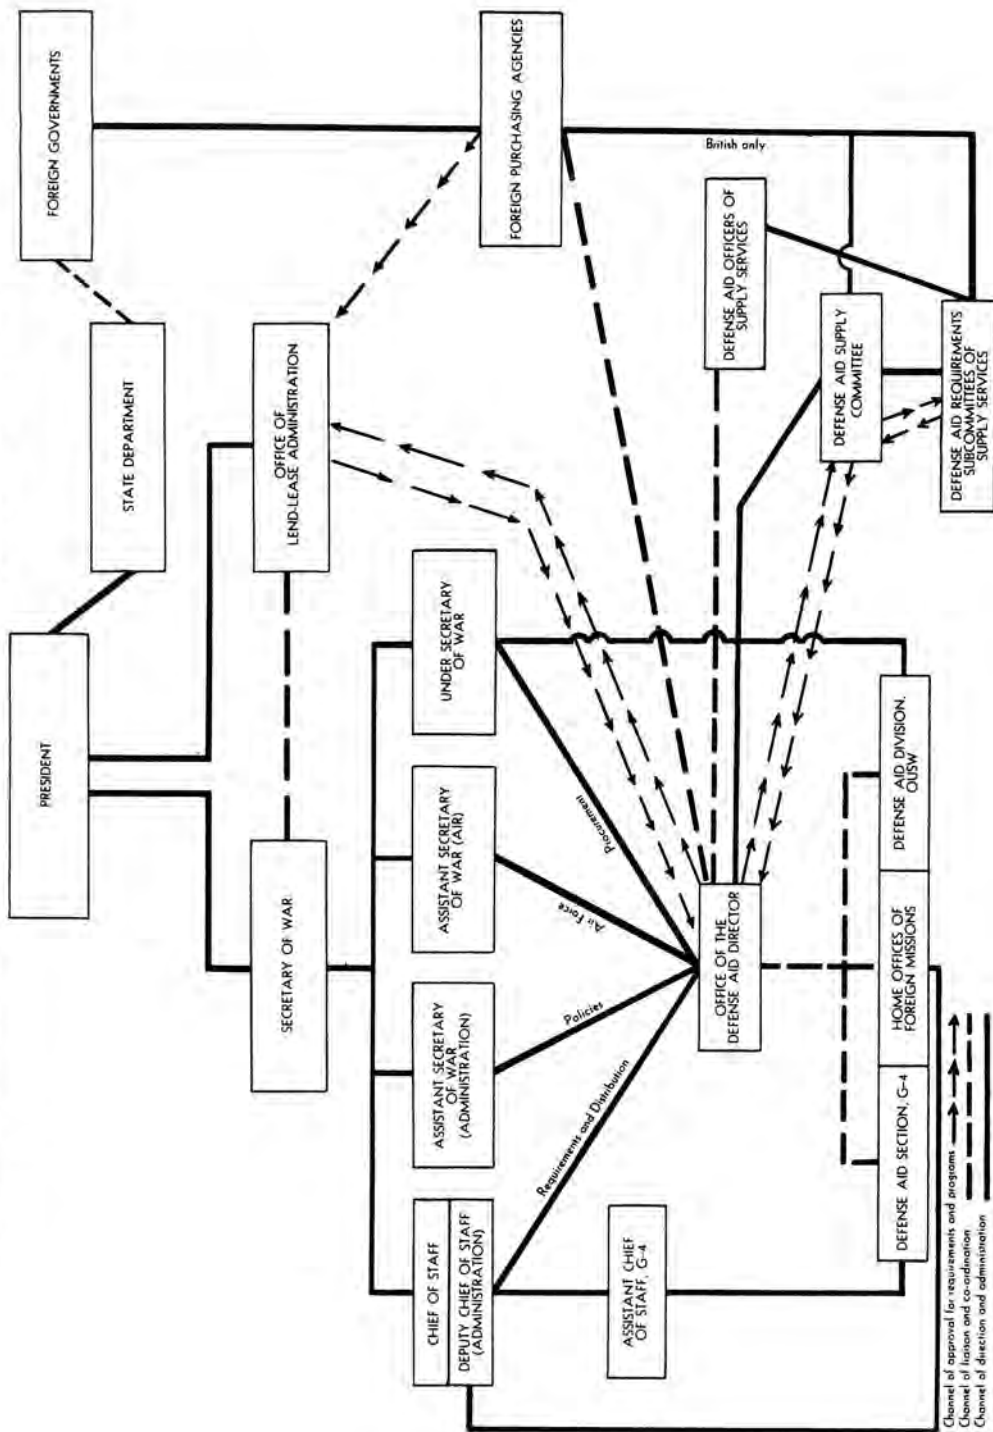 PRESIDENT
FOREIGN GOVERNMENTS
STATE DEPARTMENT
SECRETARY OF WAR
OFFICE OF
LEND-LEASE ADMINISTRATION
CHIEF OF STAFF
DEPUTY CHIEF OF STAFF
(ADMINISTRATION)
ASSISTANT SECRETARY
OF WAR
(ADMINISTRATION)
ASSISTANT SECRETARY
OF WAR (AIR)
UNDER SECRETARY
OF WAR
FOREIGN PURCHASING AGENCIES
Requirements and Distribution
Policies
Air Force
Procurement
British only
ASSISTANT CHIEF
OF STAFF, G-4
OFFICE OF THE
DEFENSE AID DIRECTOR
DEFENSE AID OFFICERS OF
SUPPLY SERVICES
DEFENSE AID SUPPLY
COMMITTEE
DEFENSE AID SECTION, G-4
HOME OFFICES OF
FOREIGN MISSIONS
DEFENSE AID DIVISION,
OUSW
DEFENSE AID REQUIREMENTS
SUBCOMMITTEES OF
SUPPLY SERVICES
Channel of approval for requirements and programs
Channel of liaison and co-ordination
Channel of direction and administration